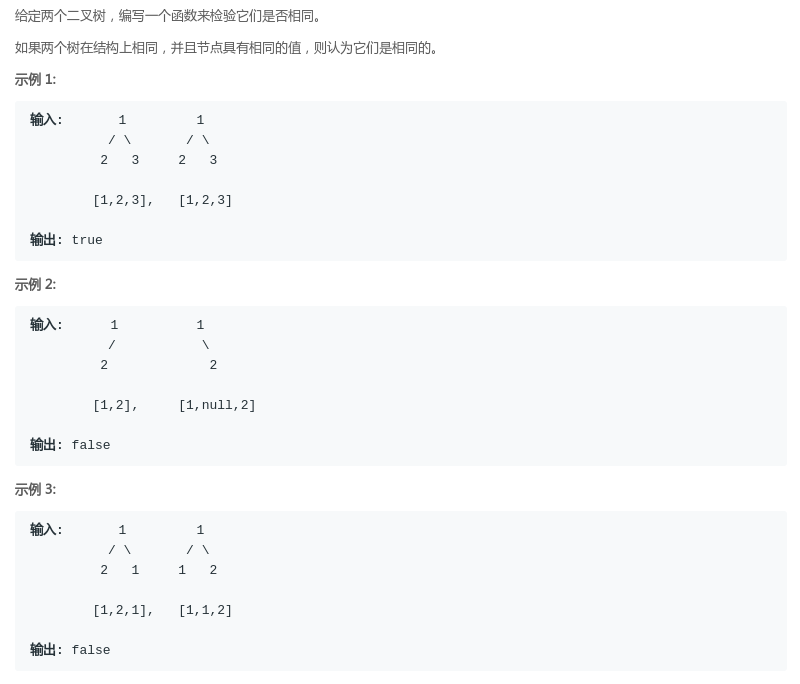 给定两个二叉树，编写一个函数来检验它们是否相同。
如果两个树在结构上相同，并且节点具有相同的值，则认为它们是相同的。
示例 1:
输入:       1         1
          / \       / \
         2   3     2   3

        [1,2,3],   [1,2,3]

输出: true
示例 2:
输入:      1          1
          /           \
         2             2

        [1,2],     [1,null,2]

输出: false
示例 3:
输入:       1         1
          / \       / \
         2   1     1   2

        [1,2,1],   [1,1,2]

输出: false